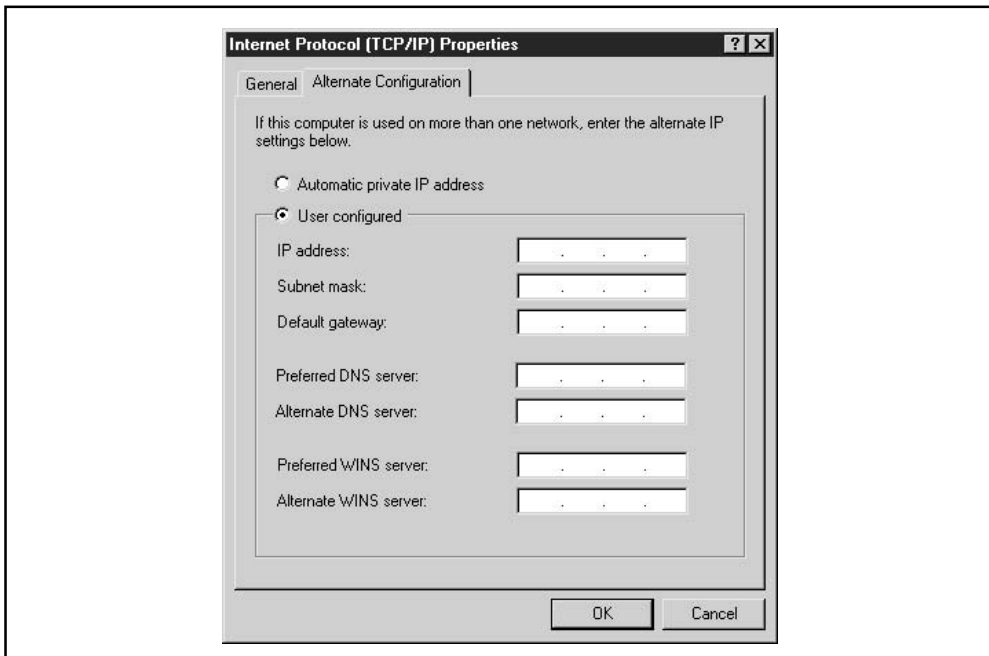 Internet Protocol (TCP/IP) Properties
General Alternate Configuration
If this computer is used on more than one network, enter the alternate IP
settings below.
Automatic private IP address
User configured
IP address:
Subnet mask:
Default gateway:
Preferred DNS server:
Alternate DNS server:
Preferred WINS server:
Alternate WINS server:
OK Cancel